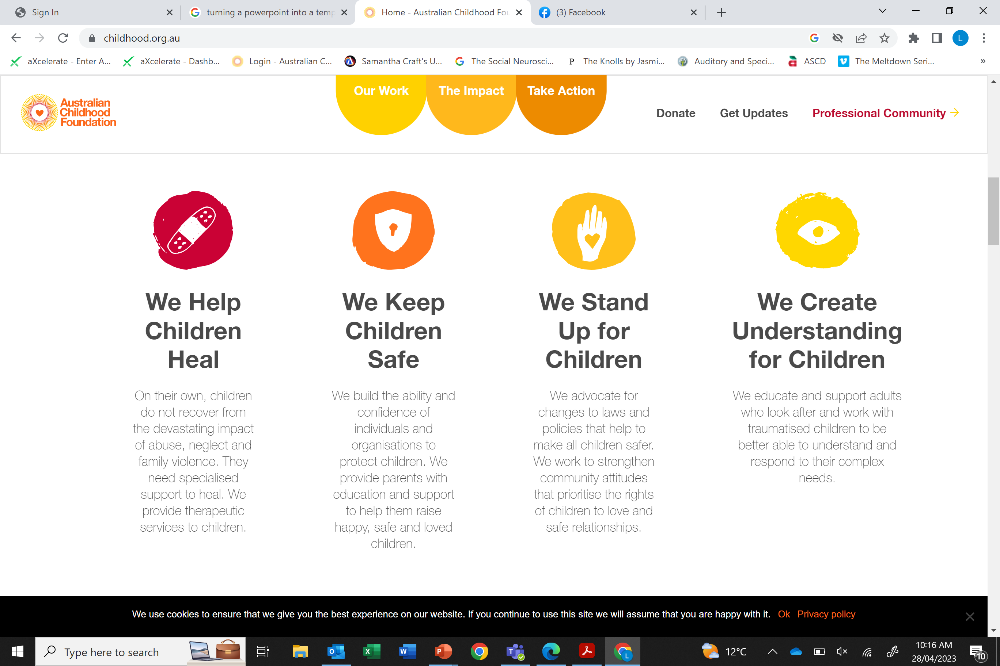 Sign In
turning a powerpoint into a temp
Home - Australian Childhood Fou
(3) Facebook
childhood.org.au
L
aXcelerate - Enter A...
aXcelerate - Dashb...
Login - Australian C...
Samantha Craft's U...
The Social Neurosci...
P The Knolls by Jasmi...
Auditory and Speci...
ASCD
The Meltdown Seri...
»
Our Work
The Impact
Take Action
Australian
Childhood
Foundation
Donate
Get Updates
Professional Community →
We Help
Children
Heal
On their own, children
do not recover from
the devastating impact
of abuse, neglect and
family violence. They
need specialised
support to heal. We
provide therapeutic
services to children.
We Keep
Children
Safe
We build the ability and
confidence of
individuals and
organisations to
protect children. We
provide parents with
education and support
to help them raise
happy, safe and loved
children.
We Stand
Up for
Children
We advocate for
changes to laws and
policies that help to
make all children safer.
We work to strengthen
community attitudes
that prioritise the rights
of children to love and
safe relationships.
We Create
Understanding
for Children
We educate and support adults
who look after and work with
traumatised children to be
better able to understand and
respond to their complex
needs.
We use cookies to ensure that we give you the best experience on our website. If you continue to use this site we will assume that you are happy with it. Ok Privacy policy
Type here to search
12°C
10:16 AM
28/04/2023
10